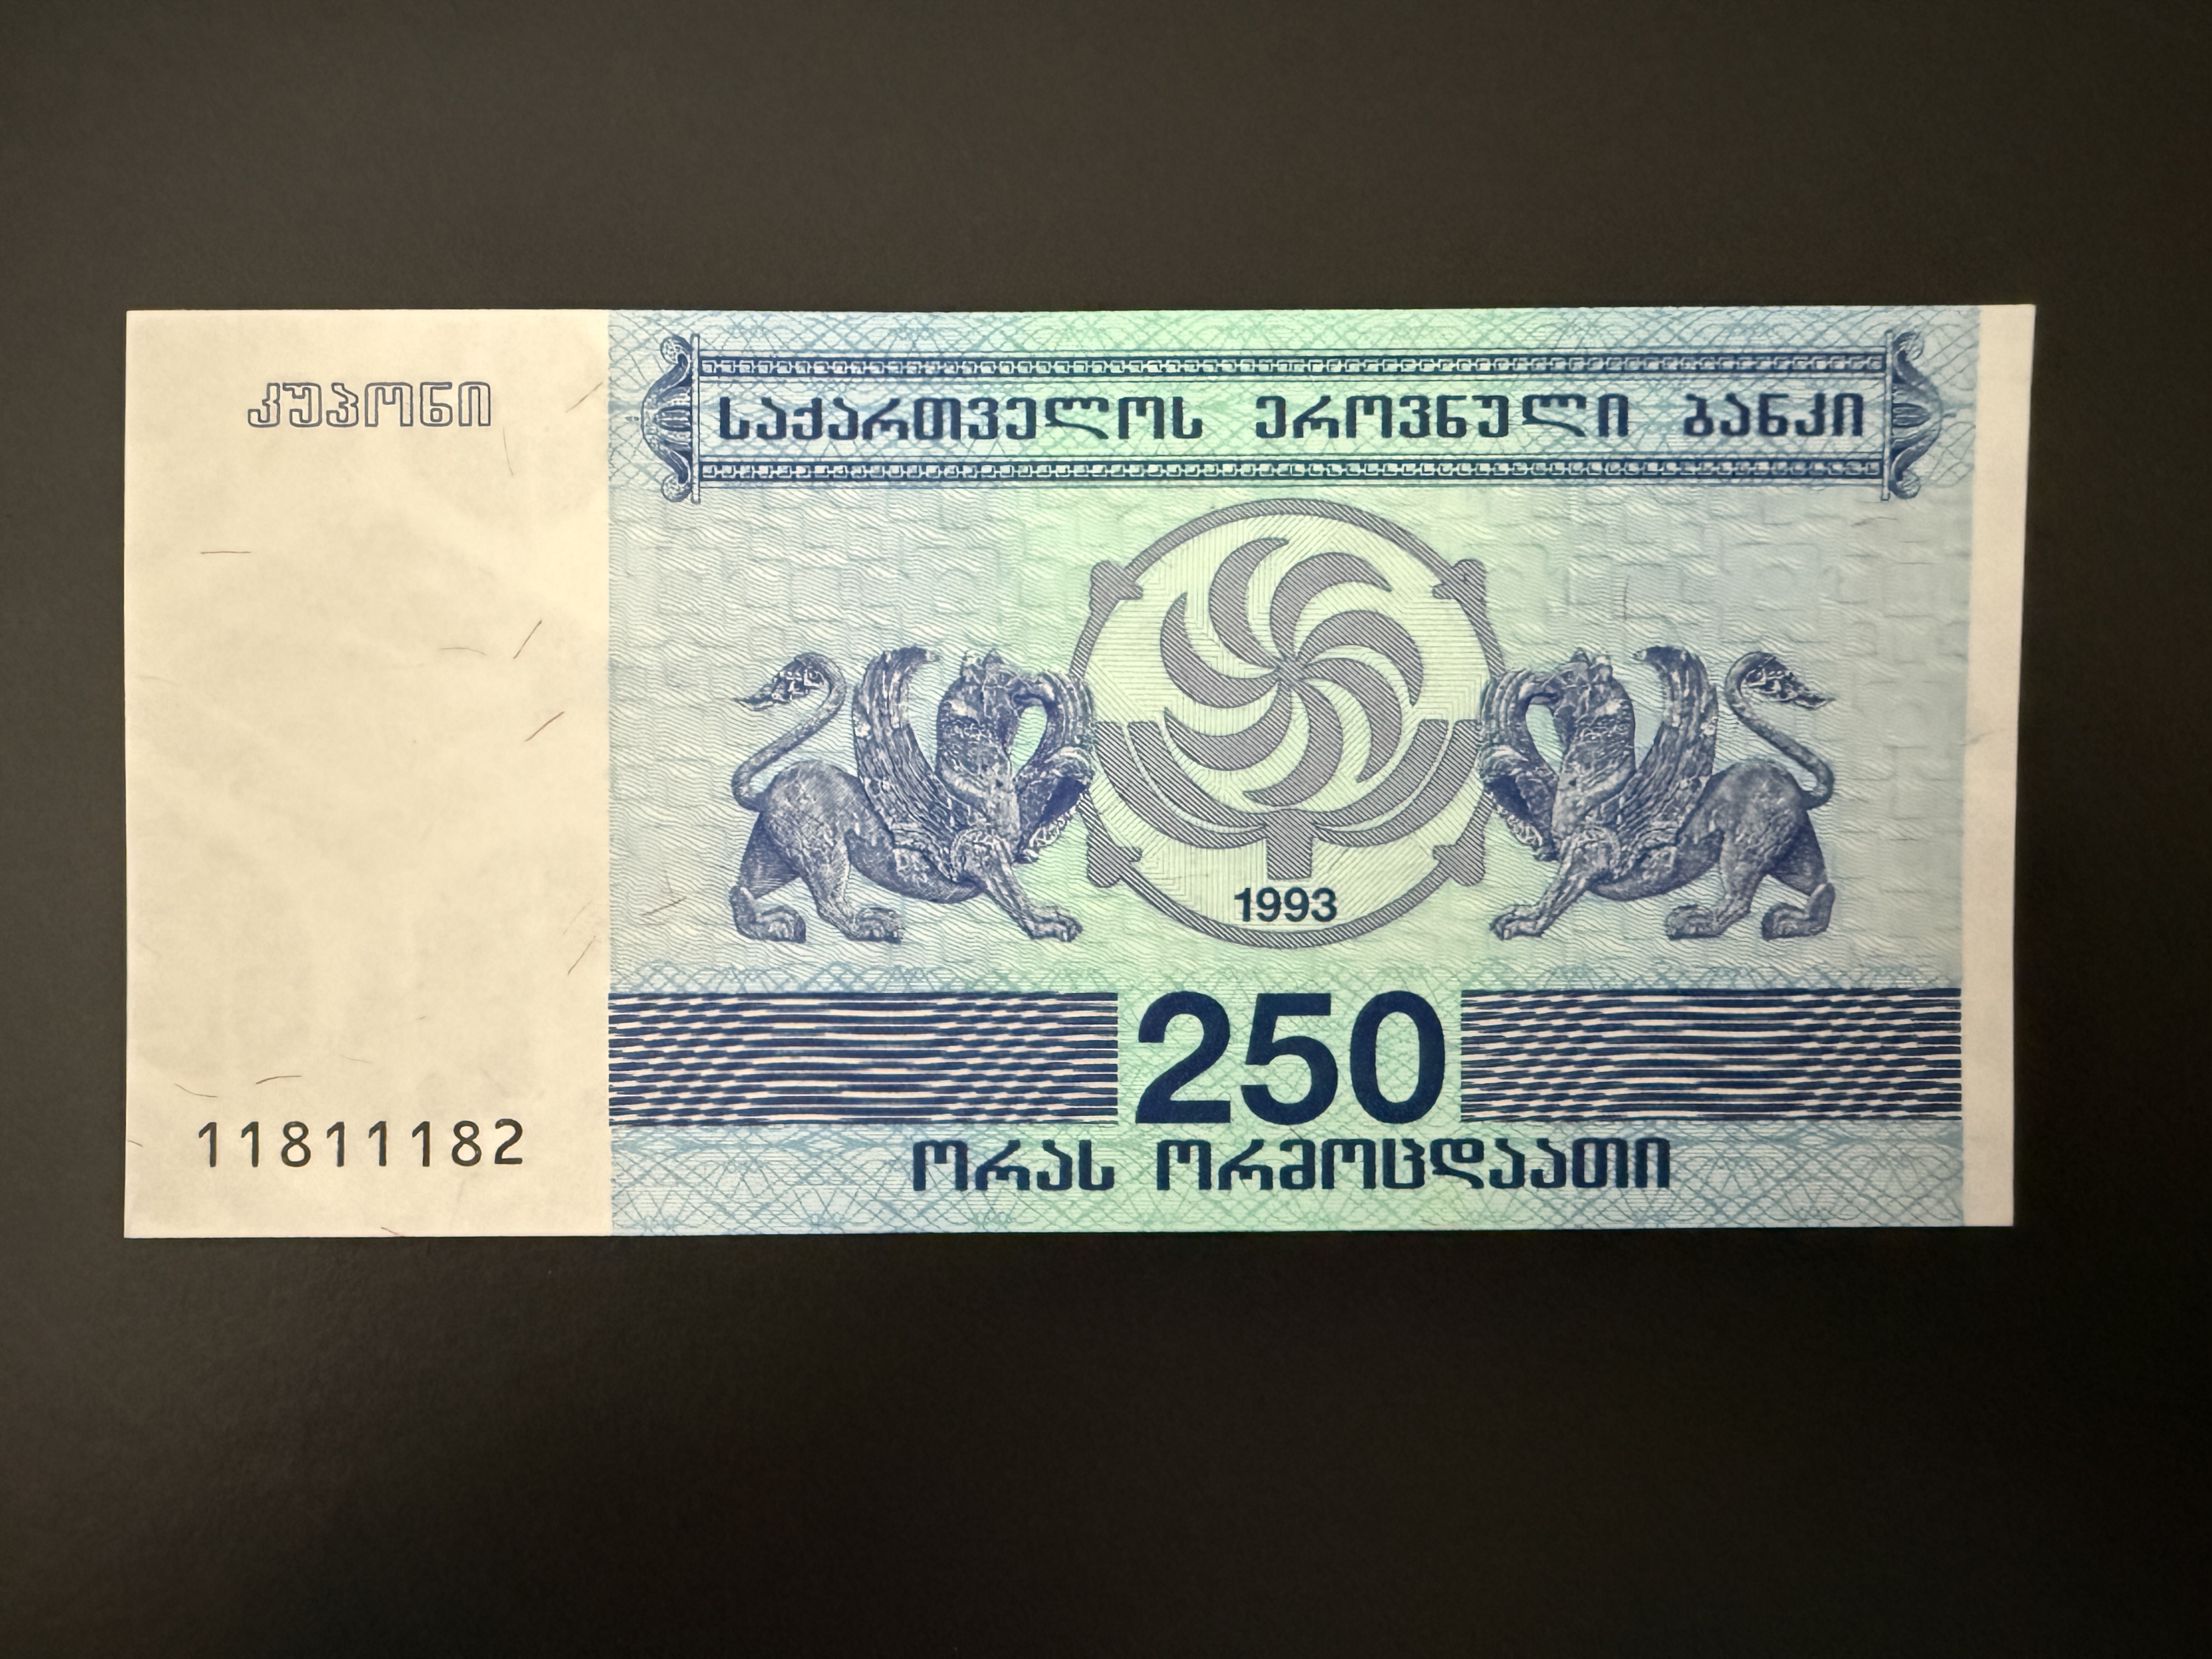 კუპონი
საქართველოს ეროვნული ბანკი
1993
250
11811182
ორას ორმოცდაათი